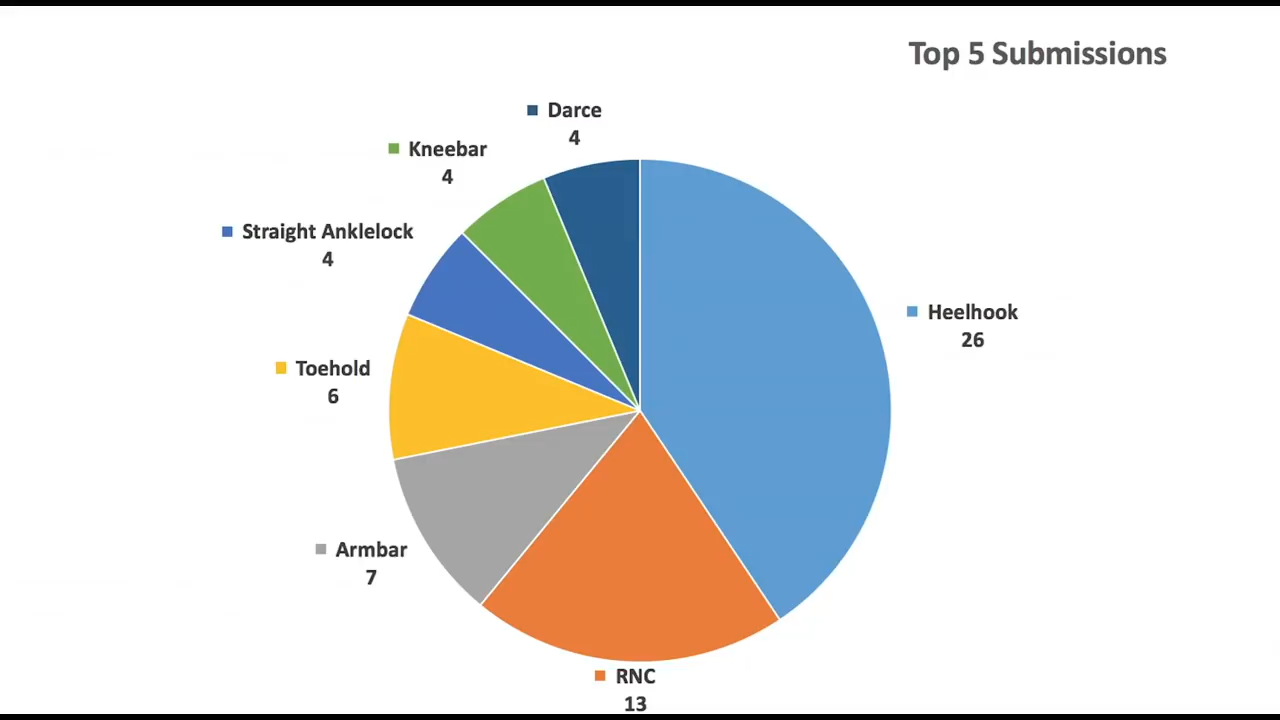 Top 5 Submissions
Darce
4
Kneebar
4
Straight Anklelock
4
Heelhook
26
Toehold
6
Armbar
7
RNC
13